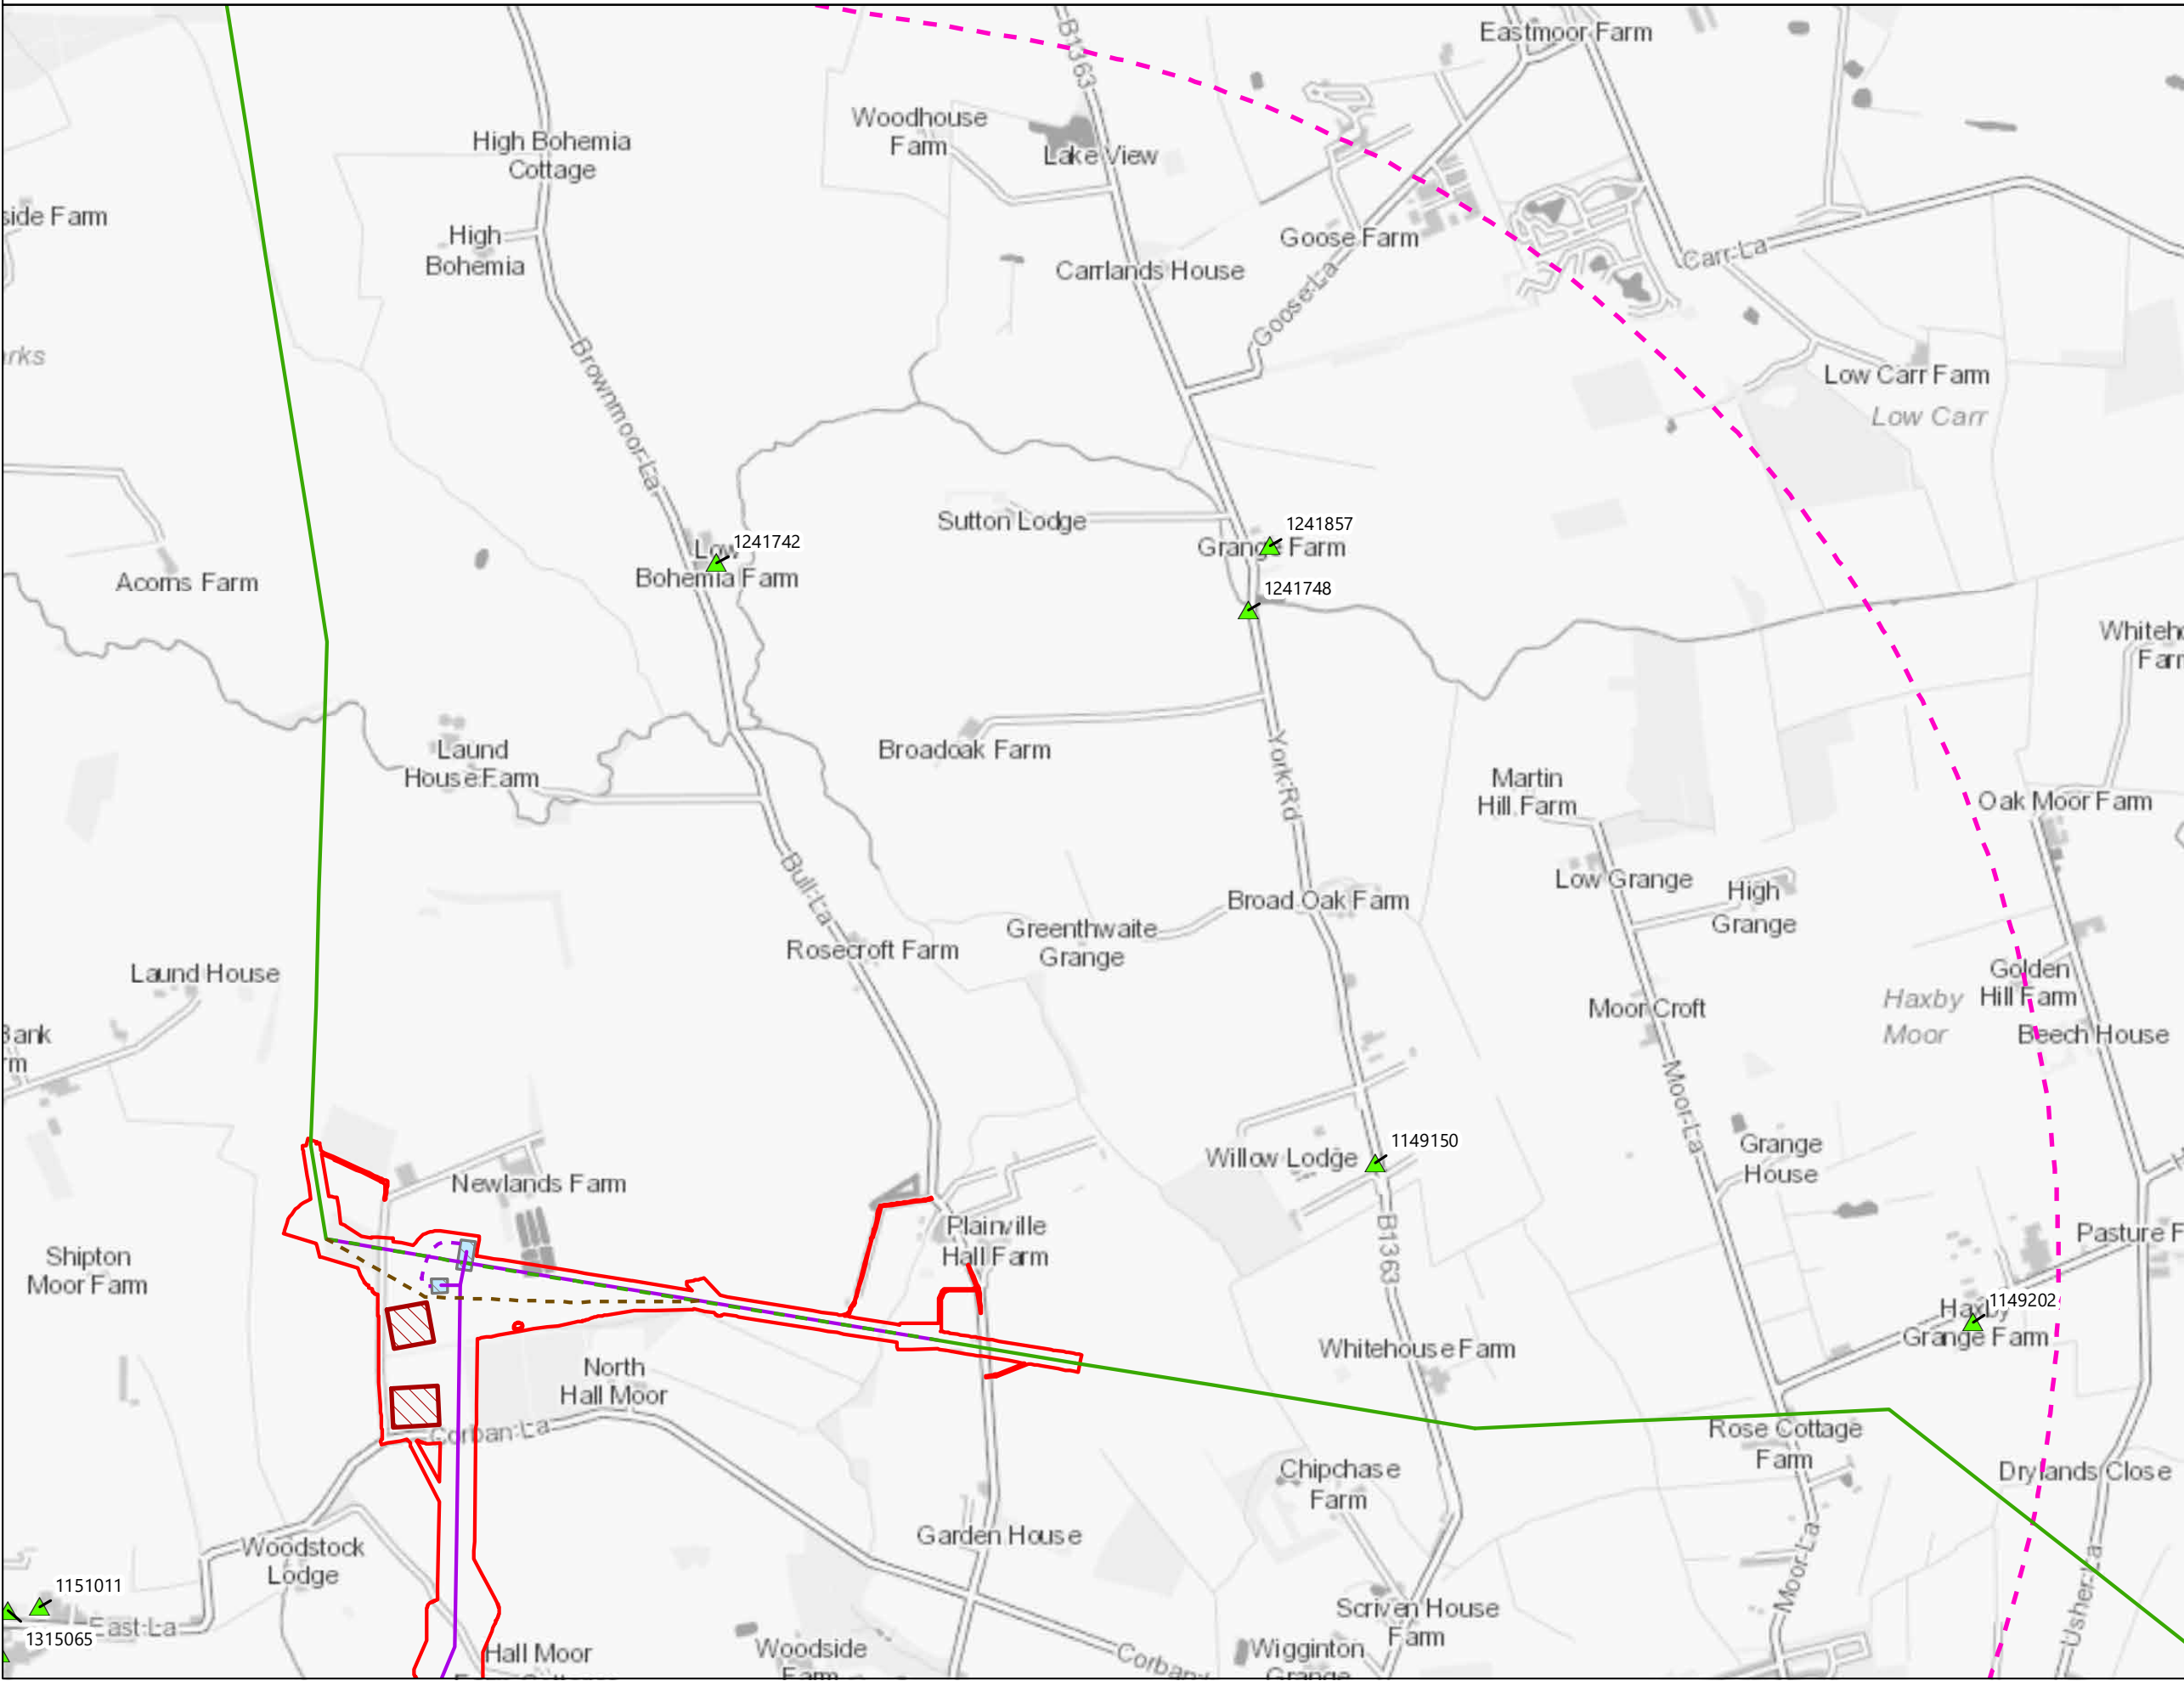 B1363
Eastmoor Farm
Woodhouse
Farm
Lake View
High Bohemia
Cottage
side Farm
High
Bohemia
Goose Farm
Carr La
Carrlands House
Goose La
arks
Brownmoor La
Low Carr Farm
Low Carr
Sutton Lodge
1241857
Grange Farm
1241742
Low
Bohemia Farm
Acorns Farm
1241748
Whiteho
Farm
Laund
House Farm
Broadoak Farm
York Rd
Martin
Hill Farm
Oak Moor Farm
Bull La
Low Grange
High
Grange
Broad Oak Farm
Greenthwaite
Grange
Rosecroft Farm
Laund House
Golden
Hill Farm
Haxby
Moor
Moor Croft
Beech House
Bank
rm
Moor La
1149150
Willow Lodge
Grange
House
Newlands Farm
Plainville
Hall Farm
B1363
Pasture F
Shipton
Moor Farm
1149202
Haxby
Grange Farm
Whitehouse Farm
North
Hall Moor
Corban La
Rose Cottage
Farm
Chipchase
Farm
Drylands Close
Garden House
Woodstock
Lodge
Moor La
Usher La
1151011
East La
1315065
Scriven House
Farm
Hall Moor
Woodside
Farm
Corban
Wigginton
Grange